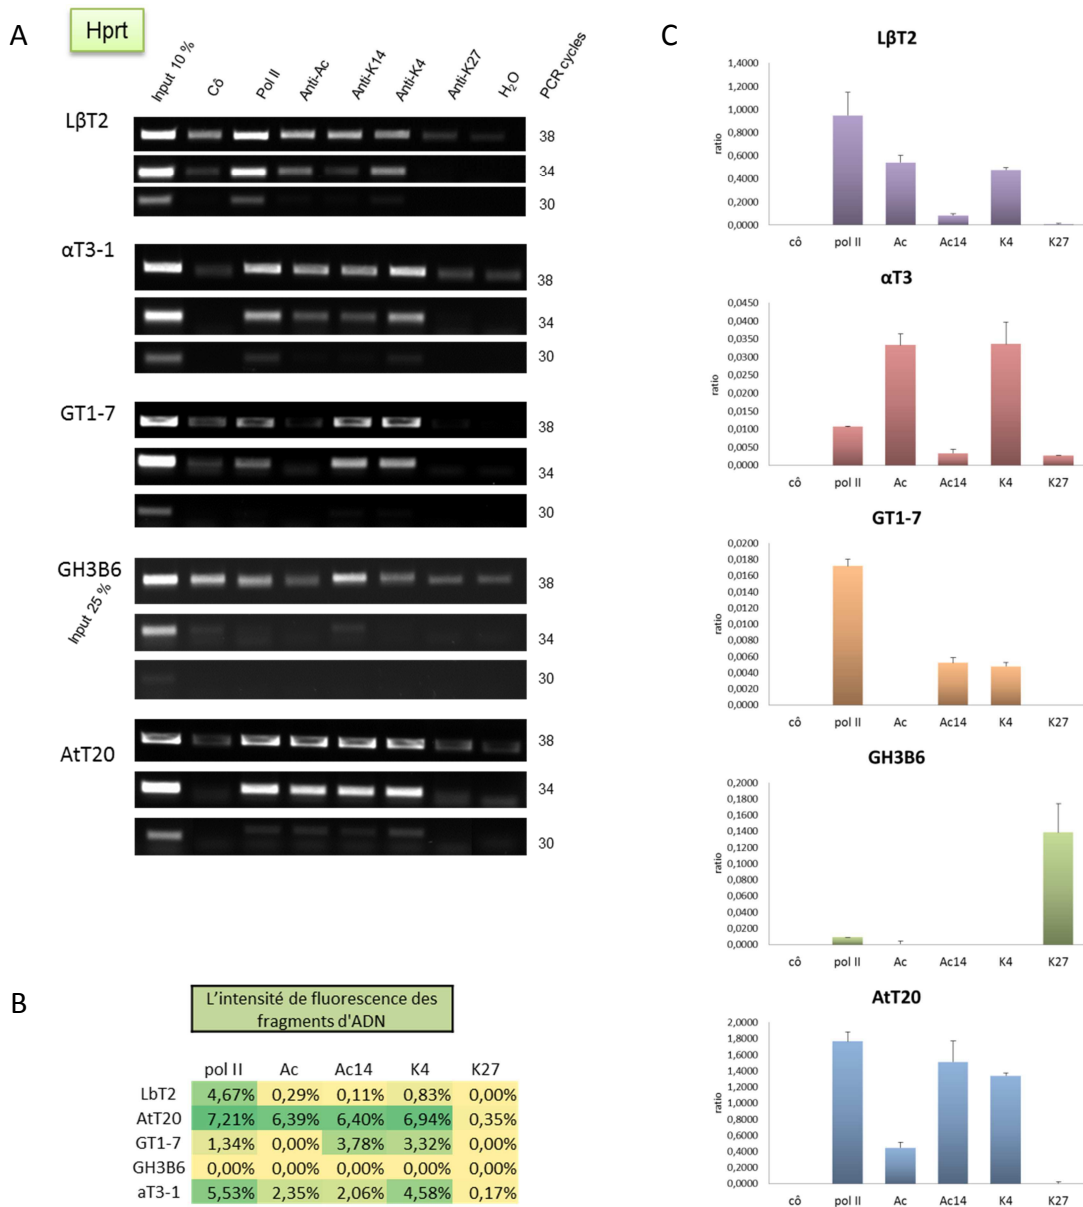 A
Hprt
Input 10 % Cô Pol II Anti-Ac Anti-K14 Anti-K4 Anti-K27 H2O PCR cycles
LβT2
38
34
30
αT3-1
38
34
30
GT1-7
38
34
30
GH3B6
Input 25 %
38
34
30
AtT20
38
34
30
B
L'intensité de fluorescence des
fragments d'ADN
pol II Ac Ac14 K4 K27
LbT2 4,67% 0,29% 0,11% 0,83% 0,00%
AtT20 7,21% 6,39% 6,40% 6,94% 0,35%
GT1-7 1,34% 0,00% 3,78% 3,32% 0,00%
GH3B6 0,00% 0,00% 0,00% 0,00% 0,00%
aT3-1 5,53% 2,35% 2,06% 4,58% 0,17%
C
LβT2
ratio
1,4000
1,2000
1,0000
0,8000
0,6000
0,4000
0,2000
0,0000
cô pol II Ac Ac14 K4 K27
αT3
ratio
0,0450
0,0400
0,0350
0,0300
0,0250
0,0200
0,0150
0,0100
0,0050
0,0000
cô pol II Ac Ac14 K4 K27
GT1-7
ratio
0,0200
0,0180
0,0160
0,0140
0,0120
0,0100
0,0080
0,0060
0,0040
0,0020
0,0000
cô pol II Ac Ac14 K4 K27
GH3B6
ratio
0,2000
0,1800
0,1600
0,1400
0,1200
0,1000
0,0800
0,0600
0,0400
0,0200
0,0000
cô pol II Ac Ac14 K4 K27
AtT20
ratio
2,0000
1,8000
1,6000
1,4000
1,2000
1,0000
0,8000
0,6000
0,4000
0,2000
0,0000
cô pol II Ac Ac14 K4 K27